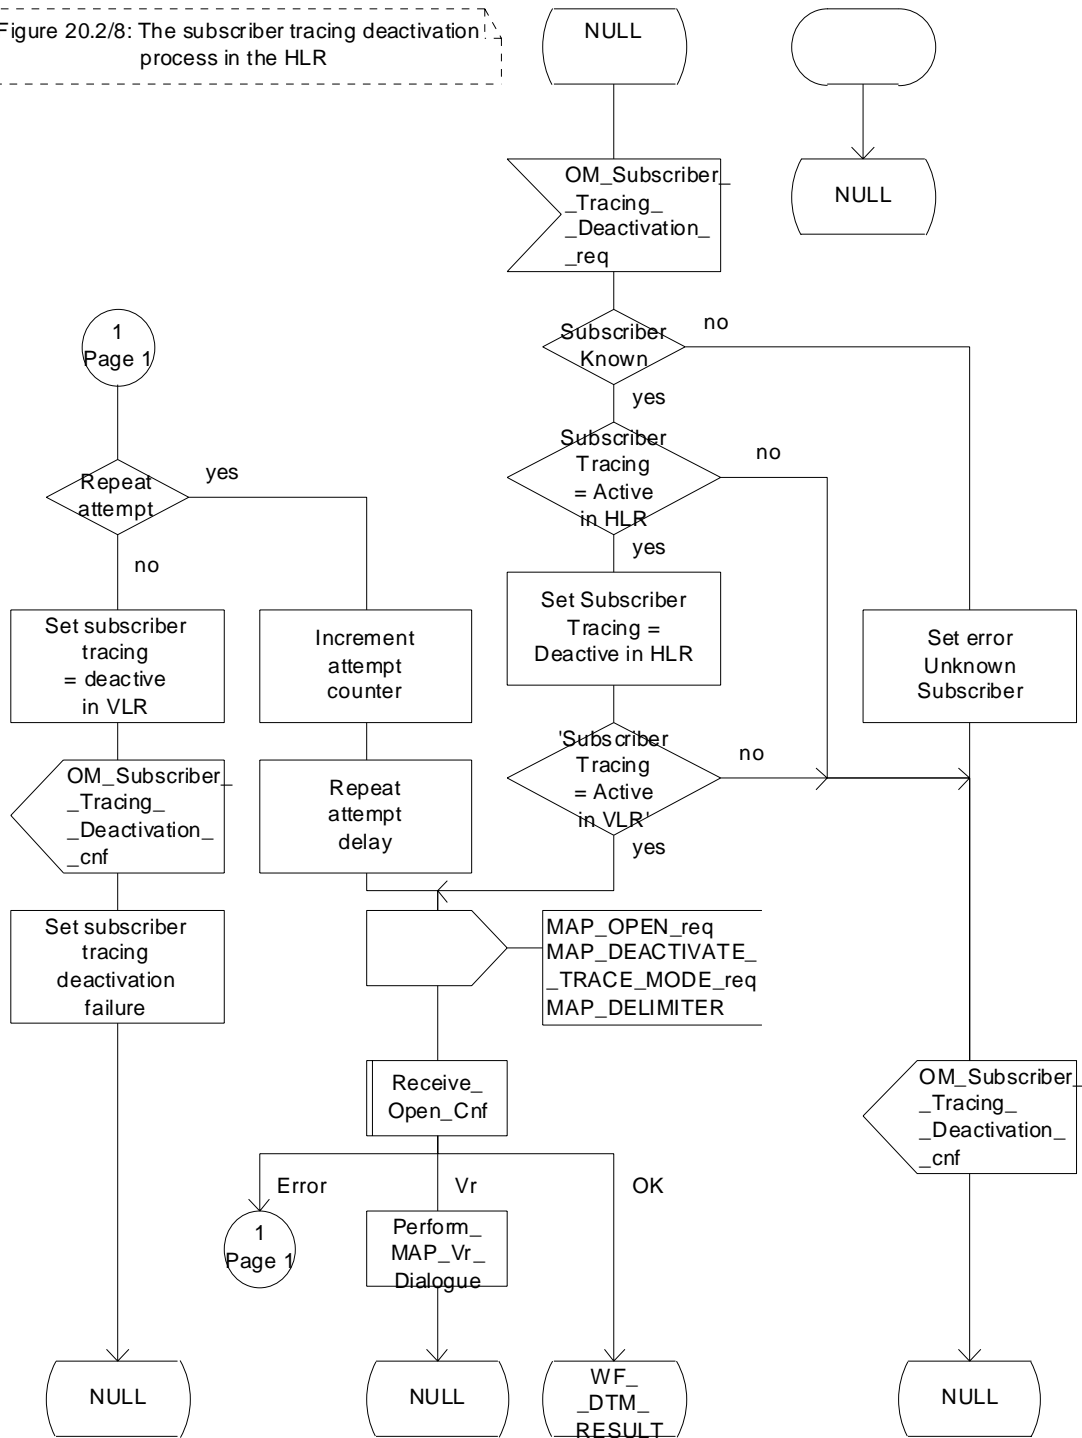 Figure 20.2/8: The subscriber tracing deactivation
process in the HLR
NULL
OM_Subscriber_
_Tracing_
_Deactivation_
_req
NULL
Subscriber
Known
no
yes
1
Page 1
Subscriber
Tracing
= Active
in HLR
no
yes
Repeat
attempt
yes
no
Set Subscriber
Tracing =
Deactive in HLR
Set subscriber
tracing
= deactive
in VLR
Increment
attempt
counter
Set error
Unknown
Subscriber
'Subscriber
Tracing
= Active
in VLR'
no
yes
OM_Subscriber_
_Tracing_
_Deactivation_
_cnf
Repeat
attempt
delay
Set subscriber
tracing
deactivation
failure
MAP_OPEN_req
MAP_DEACTIVATE_
_TRACE_MODE_req
MAP_DELIMITER
Receive_
Open_Cnf
OM_Subscriber_
_Tracing_
_Deactivation_
_cnf
Error
Vr
OK
1
Page 1
Perform_
MAP_Vr_
Dialogue
NULL
NULL
WF_
_DTM_
RESULT
NULL